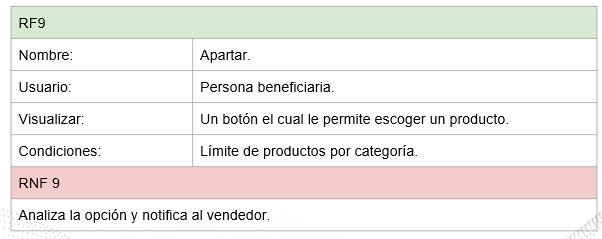 RF9
Nombre: Apartar.
Usuario: Persona beneficiaria.
Visualizar: Un botón el cual le permite escoger un producto.
Condiciones: Límite de productos por categoría.
RNF 9
Analiza la opción y notifica al vendedor.